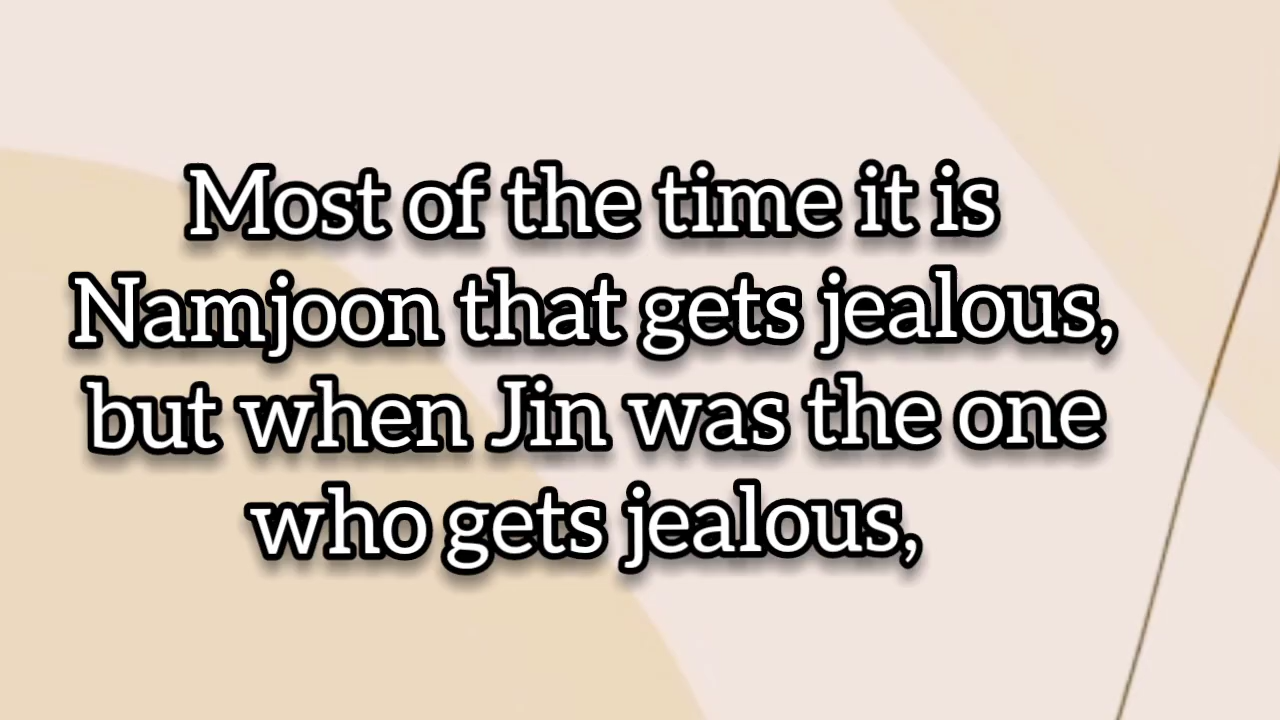 Most of the time it is
Namjoon that gets jealous,
but when Jin was the one
who gets jealous,